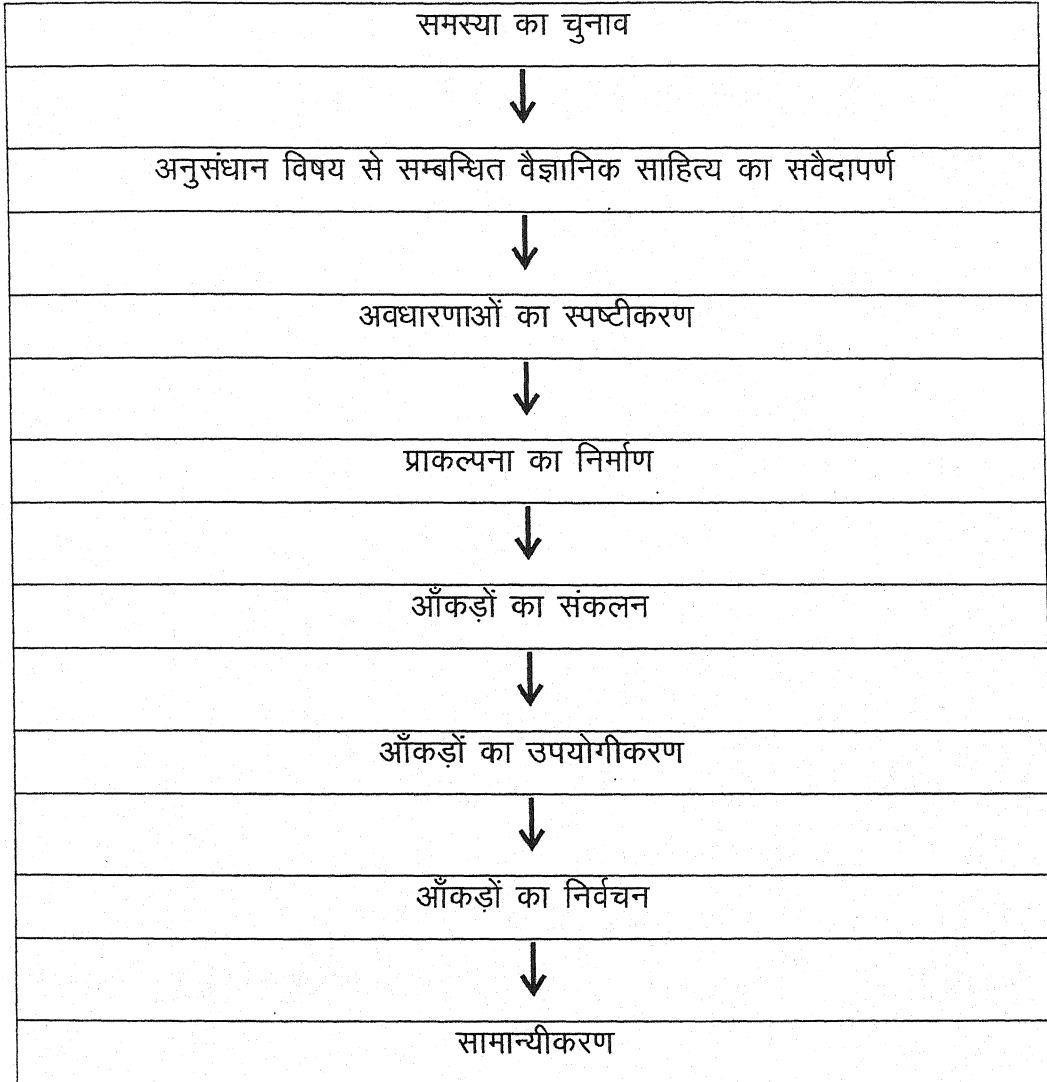 समस्या का चुनाव
अनुसंधान विषय से सम्बन्धित वैज्ञानिक साहित्य का सवैदापर्ण
अवधारणाओं का स्पष्टीकरण
प्राकल्पना का निर्माण
आँकड़ों का संकलन
आँकड़ों का उपयोगीकरण
आँकड़ों का निर्वचन
सामान्यीकरण